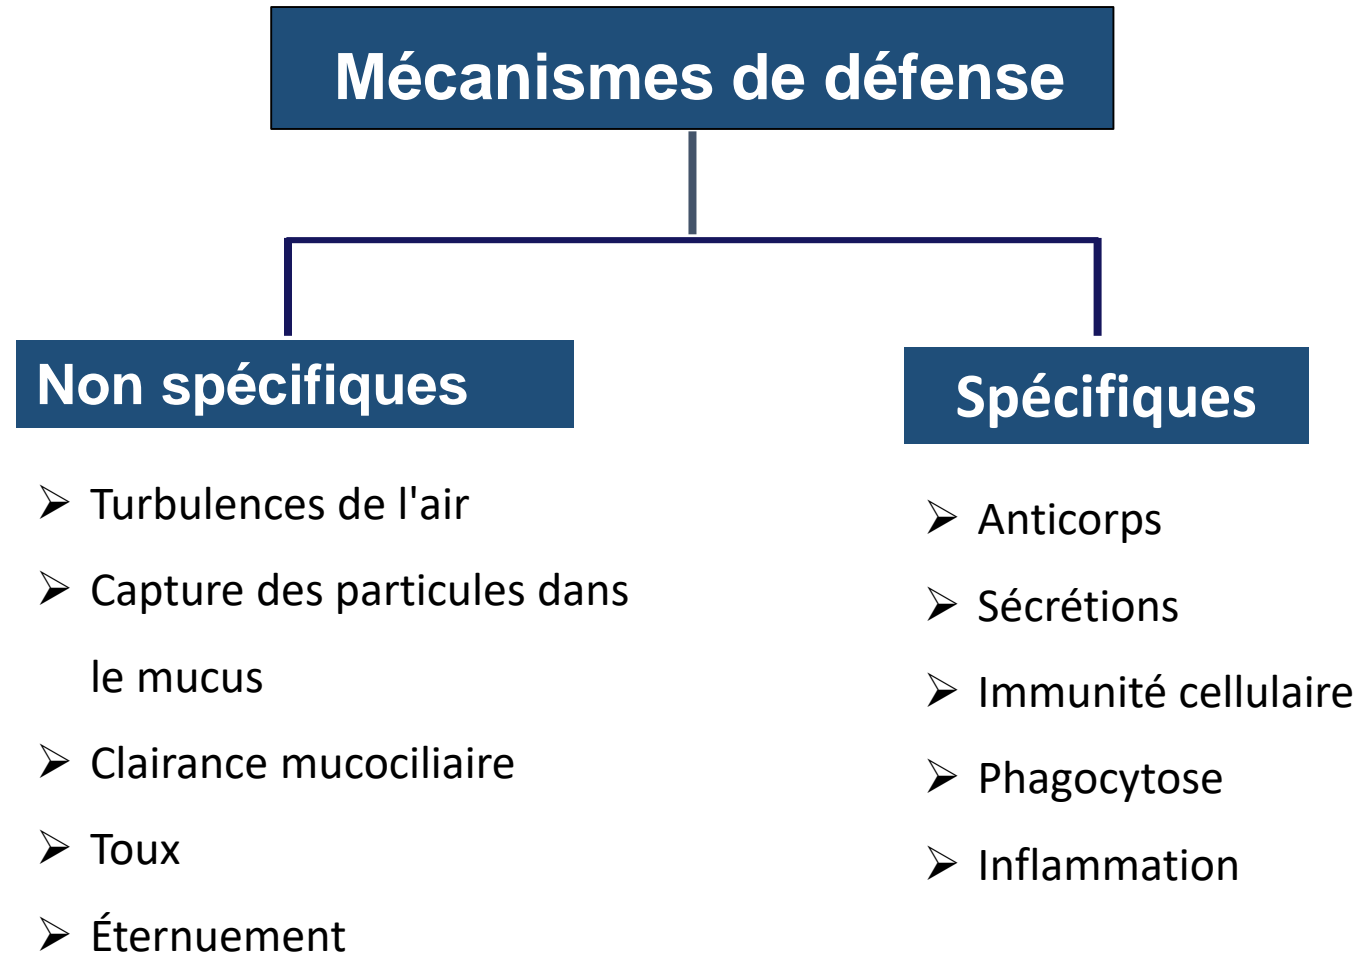 Mécanismes de défense
Non spécifiques
➢ Turbulences de l'air
➢ Capture des particules dans
le mucus
➢ Clairance mucociliaire
➢ Toux
➢ Éternuement
Spécifiques
➢ Anticorps
➢ Sécrétions
➢ Immunité cellulaire
➢ Phagocytose
➢ Inflammation